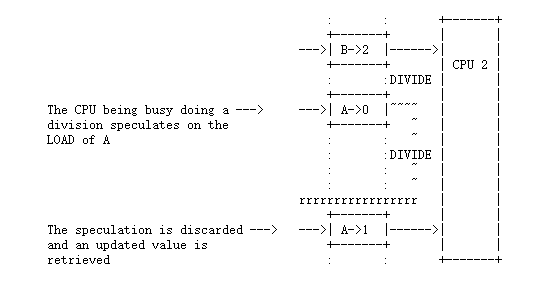 :       :       +-------+
+-------+       |       |
--->| B->2  |------>|       |
+-------+       | CPU 2 |
:       :DIVIDE |       |
+-------+       |       |
The CPU being busy doing a --->     --->| A->0  |~~~~   |       |
division speculates on the              +-------+   ~   |       |
LOAD of A                               :       :   ~   |       |
:       :DIVIDE |       |
:       :   ~   |       |
:       :   ~   |       |
rrrrrrrrrrrrrrrrr
+-------+       |       |
The speculation is discarded --->   --->| A->1  |------>|       |
and an updated value is                 +-------+       |       |
retrieved                               :       :       +-------+